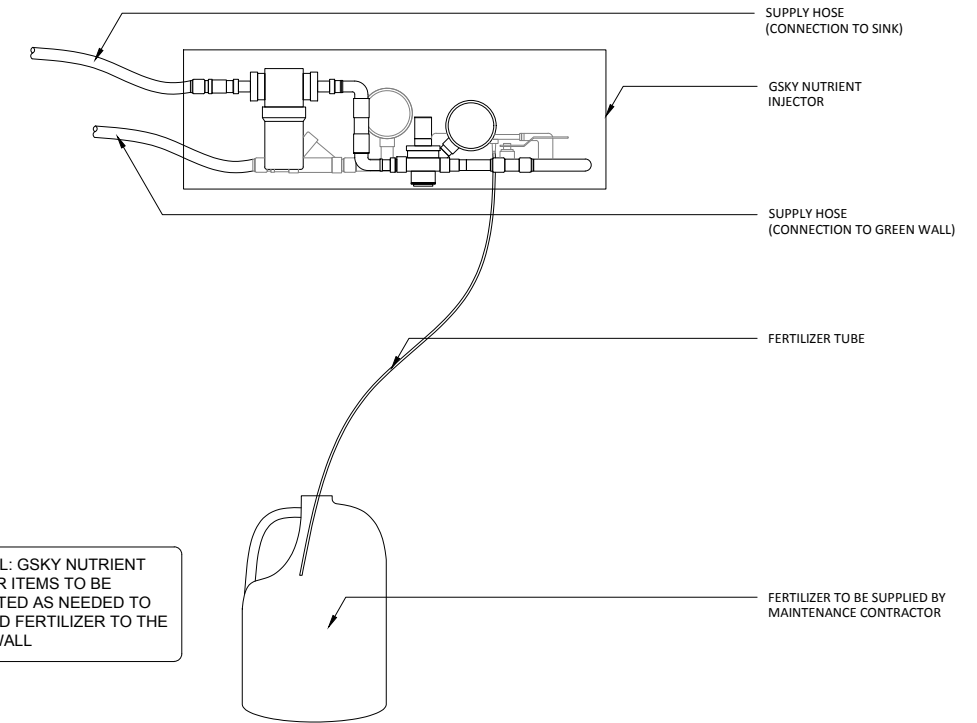 SUPPLY HOSE
(CONNECTION TO SINK)
GSKY NUTRIENT
INJECTOR
SUPPLY HOSE
(CONNECTION TO GREEN WALL)
FERTILIZER TUBE
FERTILIZER TO BE SUPPLIED BY
MAINTENANCE CONTRACTOR
L: GSKY NUTRIENT
R ITEMS TO BE
TED AS NEEDED TO
D FERTILIZER TO THE
WALL